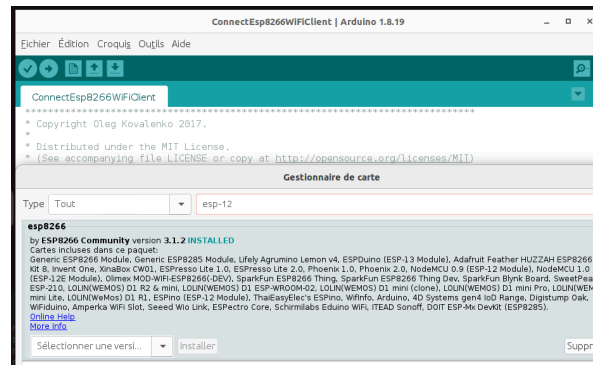 ConnectEsp8266WiFiClient | Arduino 1.8.19
Fichier Édition Croquis Outils Aide
ConnectEsp8266WiFiClient
* Copyright Oleg Kovalenko 2017.
*
* Distributed under the MIT License.
* (See accompanying file LICENSE or copy at http://opensource.org/licenses/MIT)
Gestionnaire de carte
Type Tout esp-12
esp8266
by ESP8266 Community version 3.1.2 INSTALLED
Cartes incluses dans ce paquet:
Generic ESP8266 Module, Generic ESP8285 Module, Lifely Agrumino Lemon v4, ESPDuino (ESP-13 Module), Adafruit Feather HUZZAH ESP8266
Kit 8, Invent One, XinaBox CW01, ESPresso Lite 1.0, ESPresso Lite 2.0, Phoenix 1.0, Phoenix 2.0, NodeMCU 0.9 (ESP-12 Module), NodeMCU 1.0
(ESP-12E Module), Olimex MOD-WIFI-ESP8266(-DEV), SparkFun ESP8266 Thing, SparkFun ESP8266 Thing Dev, SparkFun Blynk Board, SweetPea
ESP-210, LOLIN(WEMOS) D1 R2 & mini, LOLIN(WEMOS) D1 ESP-WROOM-02, LOLIN(WEMOS) D1 mini (clone), LOLIN(WEMOS) D1 mini Pro, LOLIN(WEM
mini Lite, LOLIN(WeMos) D1 R1, ESPino (ESP-12 Module), ThaiEasyElec's ESPino, WifInfo, Arduino, 4D Systems gen4 IoD Range, Digistump Oak,
WiFiduino, Amperka WiFi Slot, Seeed Wio Link, ESPectro Core, Schirmilabs Eduino WiFi, ITEAD Sonoff, DOIT ESP-Mx DevKit (ESP8285).
Online Help
More Info
Sélectionner une versi... Installer Suppr